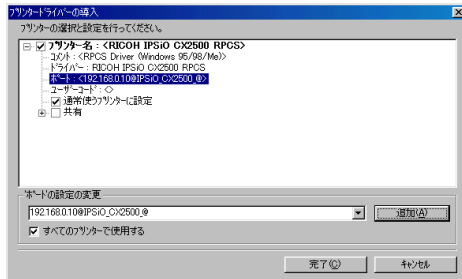 プリンタードライバーの導入
プリンターの選択と設定を行ってください。
プリンター名 : <RICOH IPSiO CX2500 RPCS>
コメント : <RPCS Driver (Windows 95/98/Me)>
ドライバー : RICOH IPSiO CX2500 RPCS
ポート : <192.168.0.10@IPSiO_CX2500_@>
ユーザーコード : <>
通常使うプリンターに設定
共有
ポートの設定の変更
192.168.0.10@IPSiO_CX2500_@
追加(A)
すべてのプリンターで使用する
完了(C)
キャンセル